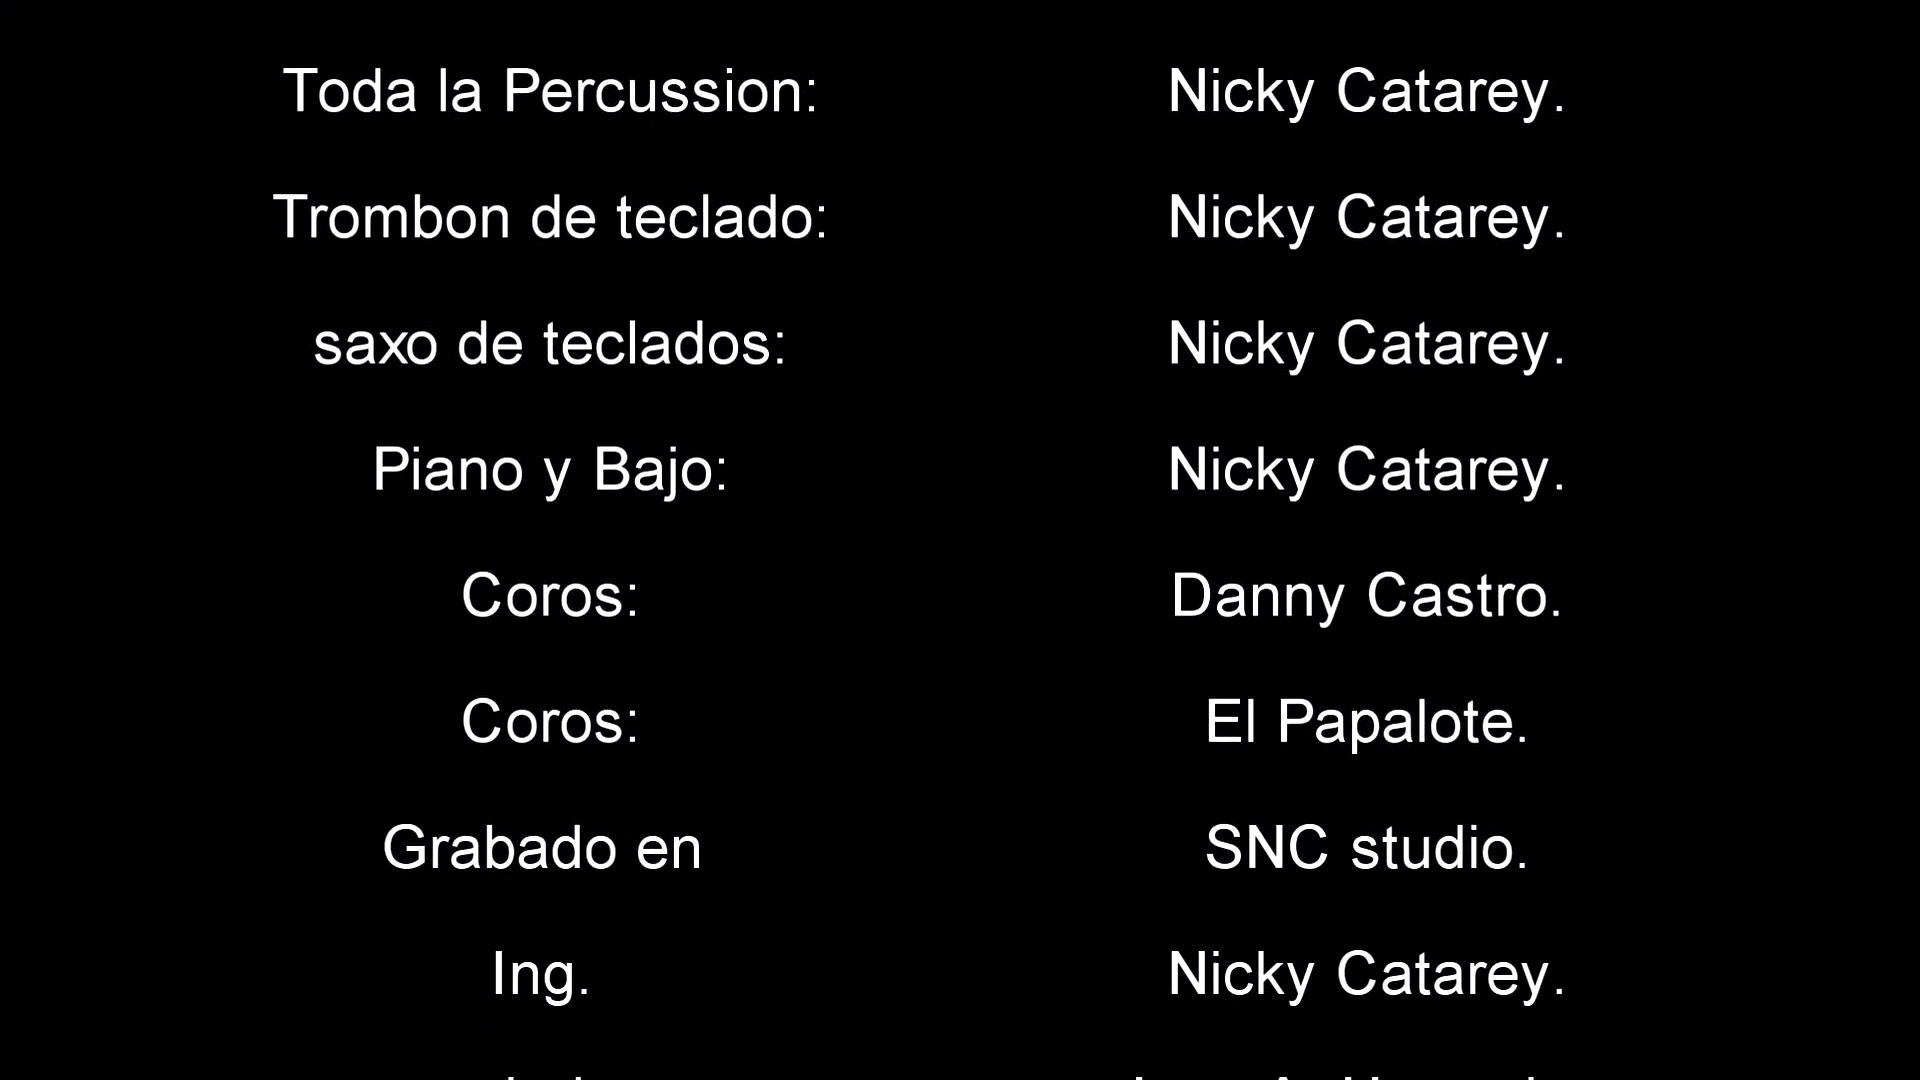 Toda la Percussion: Nicky Catarey.
Trombon de teclado: Nicky Catarey.
saxo de teclados: Nicky Catarey.
Piano y Bajo: Nicky Catarey.
Coros: Danny Castro.
Coros: El Papalote.
Grabado en SNC studio.
Ing. Nicky Catarey.